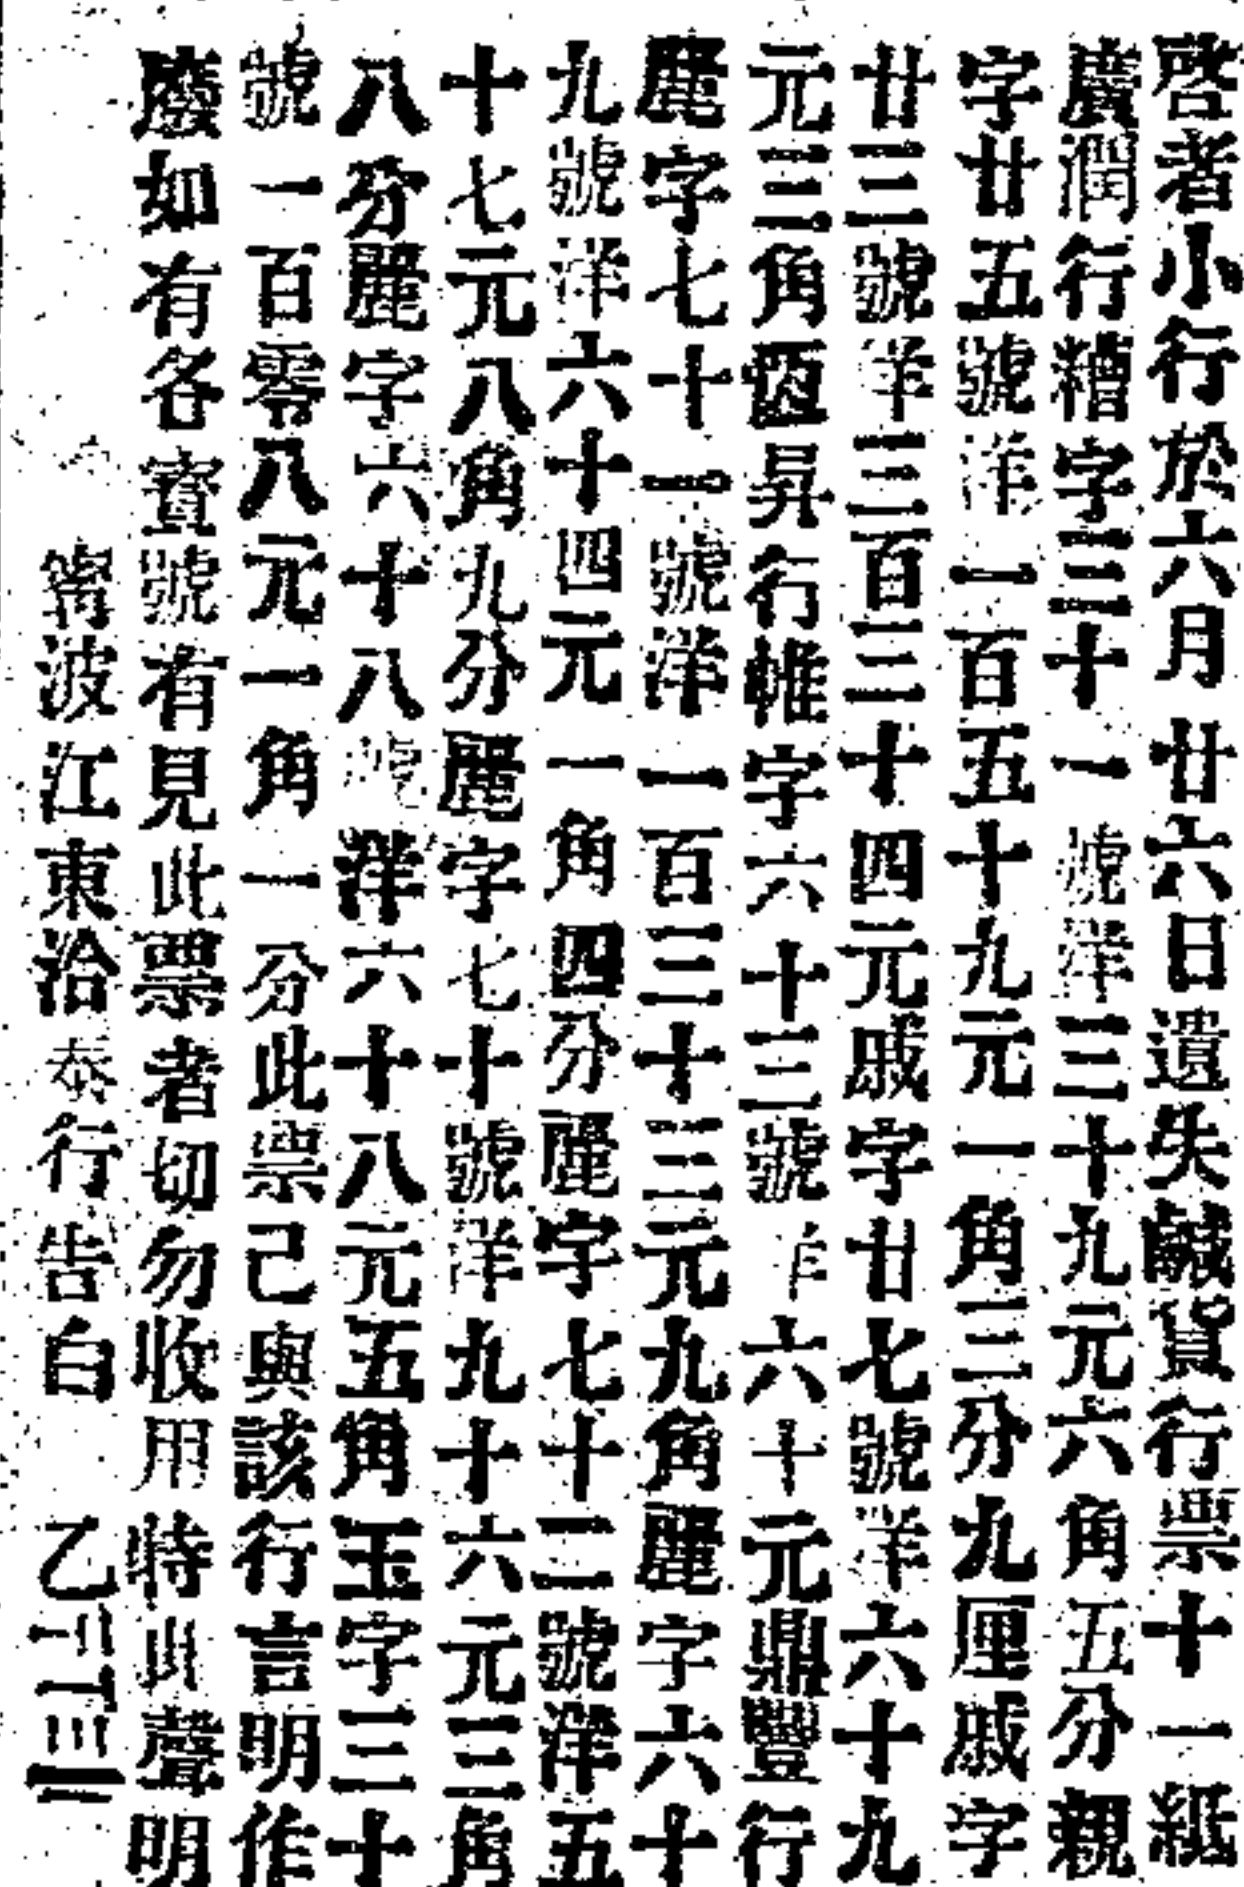 啓者小行於六月廿六日遺失鹹貨行票十一紙
廣潤行糟字三十一號洋三十九元六角五分親
字廿五號洋一百五十九元一角三分九厘戚字
廿三號洋三百三十四元戚字廿七號洋六十九
元三角恆昇行帷字六十三號洋六十元鼎豐行
麗字七十一號洋一百三十三元九角麗字六十
九號洋六十四元一角四分麗字七十二號洋五
十七元八角九分麗字七十號洋九十六元三角
八分麗字六十八號洋六十八元五角玉字三十
號一百零八元一角一分此票己與該行言明作
廢如有各寶號有見此票者切勿收用特此聲明
甯波江東治泰行告白 乙